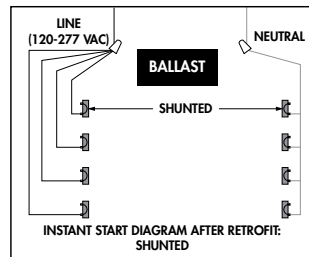 LINE
(120-277 VAC)
NEUTRAL
BALLAST
SHUNTED
INSTANT START DIAGRAM AFTER RETROFIT:
SHUNTED